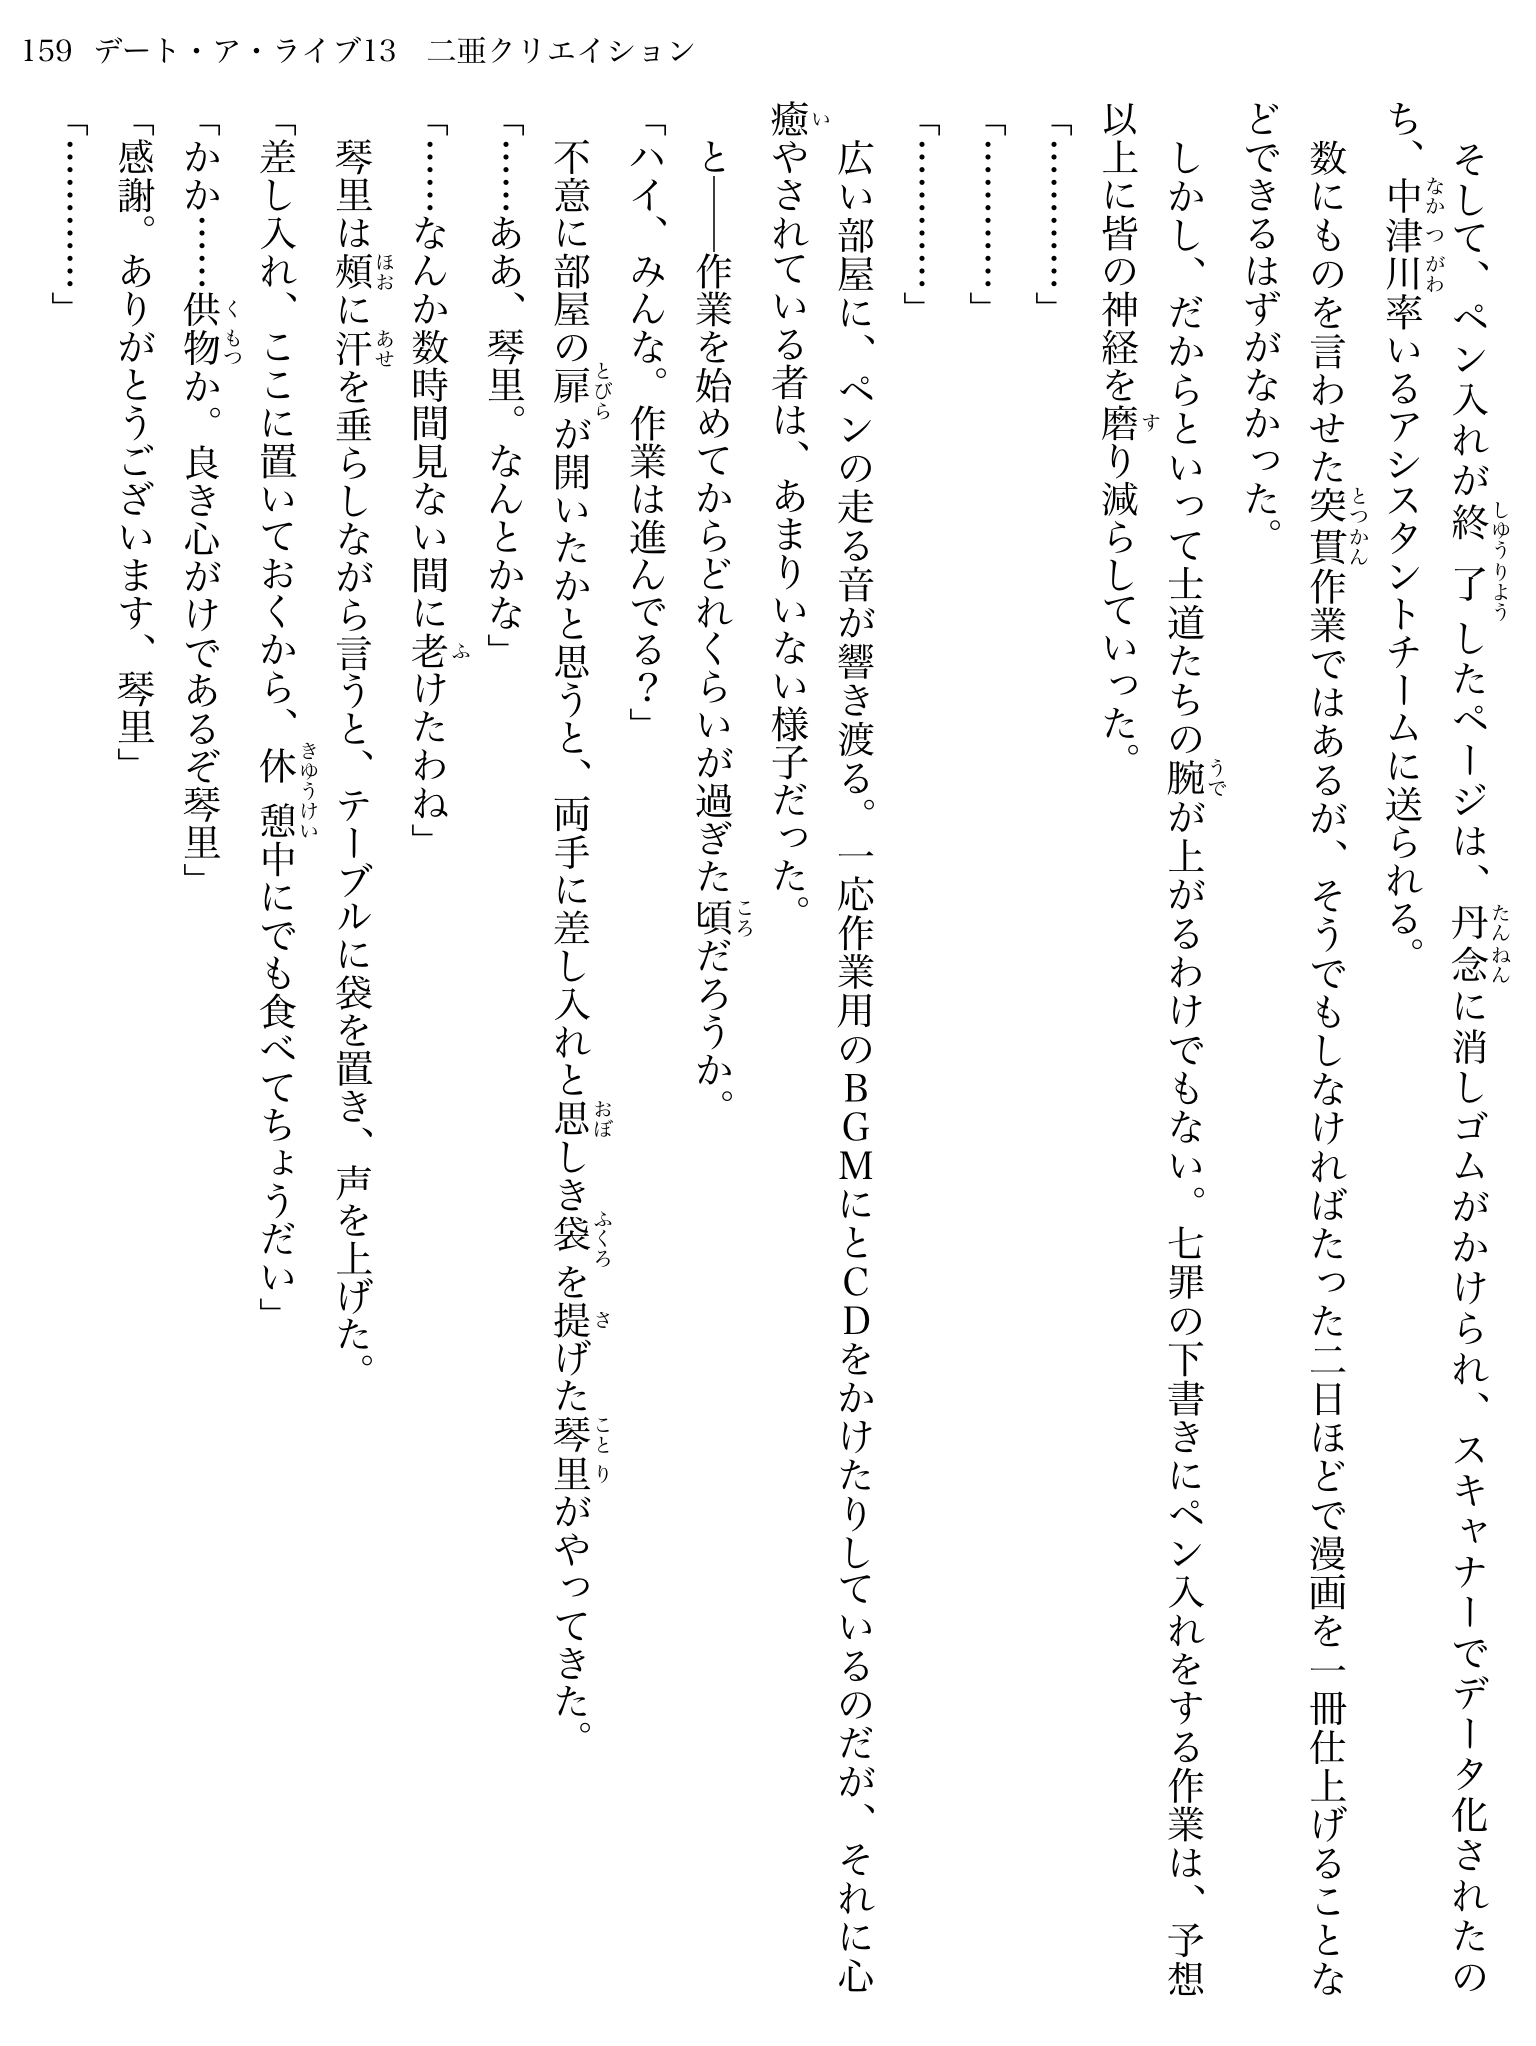 159 デート・ア・ライブ13　二亜クリエイション
　そして、ペン入れが終了したページは、丹念に消しゴムがかけられ、スキャナーでデータ化されたの
ち、中津川率いるアシスタントチームに送られる。
　数にものを言わせた突貫作業ではあるが、そうでもしなければたった二日ほどで漫画を一冊仕上げることな
どできるはずがなかった。
　しかし、だからといって士道たちの腕が上がるわけでもない。七罪の下書きにペン入れをする作業は、予想
以上に皆の神経を磨り減らしていった。
「…………」
「…………」
「…………」
　広い部屋に、ペンの走る音が響き渡る。一応作業用のＢＧＭにとＣＤをかけたりしているのだが、それに心
癒やされている者は、あまりいない様子だった。
　と――作業を始めてからどれくらいが過ぎた頃だろうか。
「ハイ、みんな。作業は進んでる？」
　不意に部屋の扉が開いたかと思うと、両手に差し入れと思しき袋を提げた琴里がやってきた。
「……ああ、琴里。なんとかな」
「……なんか数時間見ない間に老けたわね」
　琴里は頰に汗を垂らしながら言うと、テーブルに袋を置き、声を上げた。
「差し入れ、ここに置いておくから、休憩中にでも食べてちょうだい」
「かか……供物か。良き心がけであるぞ琴里」
「感謝。ありがとうございます、琴里」
「…………」